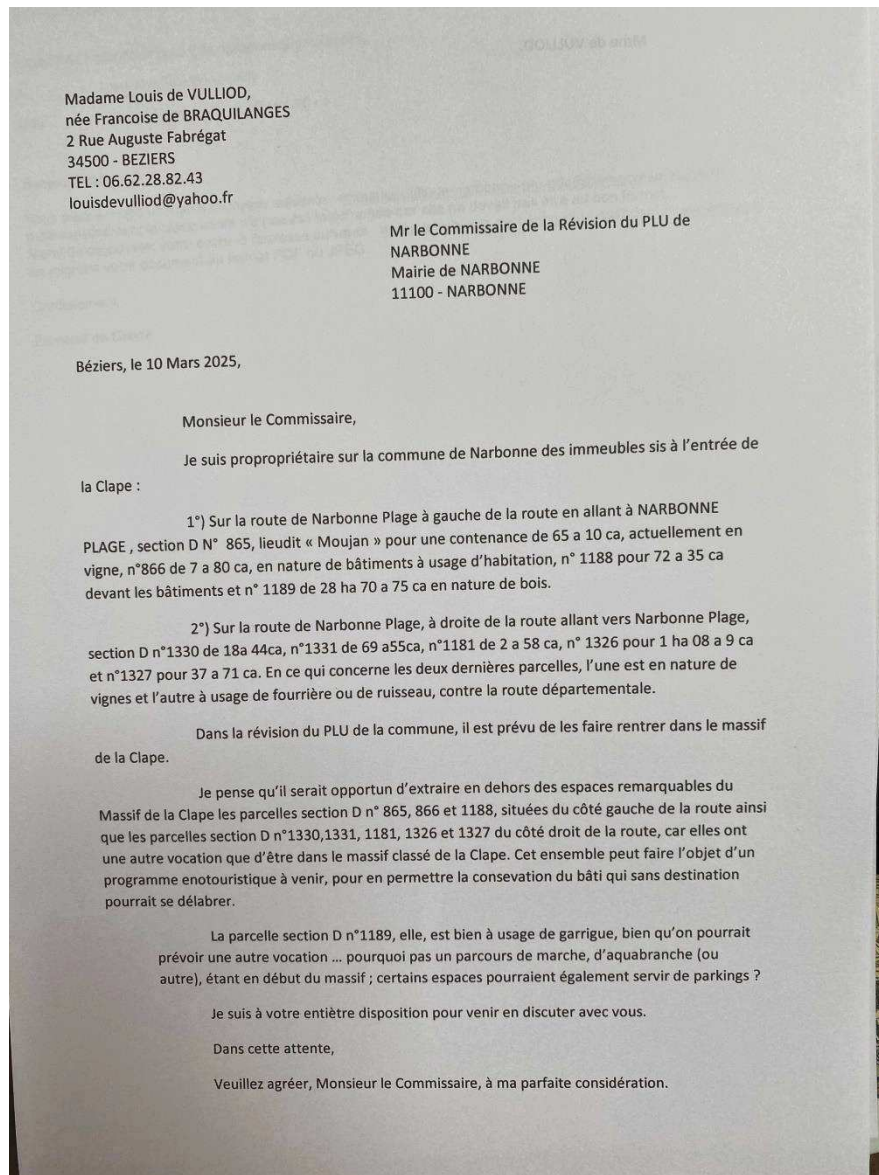 Madame Louis de VULLIOD,
née Francoise de BRAQUILANGES
2 Rue Auguste Fabrégat
34500 - BEZIERS
TEL : 06.62.28.82.43
louisdevulliod@yahoo.fr
Mr le Commissaire de la Révision du PLU de
NARBONNE
Mairie de NARBONNE
11100 - NARBONNE
Béziers, le 10 Mars 2025,
Monsieur le Commissaire,
Je suis propropriétaire sur la commune de Narbonne des immeubles sis à l'entrée de
la Clape :
1°) Sur la route de Narbonne Plage à gauche de la route en allant à NARBONNE
PLAGE , section D N° 865, lieudit « Moujan » pour une contenance de 65 a 10 ca, actuellement en
vigne, n°866 de 7 a 80 ca, en nature de bâtiments à usage d'habitation, n° 1188 pour 72 a 35 ca
devant les bâtiments et n° 1189 de 28 ha 70 a 75 ca en nature de bois.
2°) Sur la route de Narbonne Plage, à droite de la route allant vers Narbonne Plage,
section D n°1330 de 18a 44ca, n°1331 de 69 a55ca, n°1181 de 2 a 58 ca, n° 1326 pour 1 ha 08 a 9 ca
et n°1327 pour 37 a 71 ca. En ce qui concerne les deux dernières parcelles, l'une est en nature de
vignes et l'autre à usage de fourrière ou de ruisseau, contre la route départementale.
Dans la révision du PLU de la commune, il est prévu de les faire rentrer dans le massif
de la Clape.
Je pense qu'il serait opportun d'extraire en dehors des espaces remarquables du
Massif de la Clape les parcelles section D n° 865, 866 et 1188, situées du côté gauche de la route ainsi
que les parcelles section D n°1330,1331, 1181, 1326 et 1327 du côté droit de la route, car elles ont
une autre vocation que d'être dans le massif classé de la Clape. Cet ensemble peut faire l'objet d'un
programme enotouristique à venir, pour en permettre la consevation du bâti qui sans destination
pourrait se délabrer.
La parcelle section D n°1189, elle, est bien à usage de garrigue, bien qu'on pourrait
prévoir une autre vocation ... pourquoi pas un parcours de marche, d'aquabranche (ou
autre), étant en début du massif ; certains espaces pourraient également servir de parkings ?
Je suis à votre entiètre disposition pour venir en discuter avec vous.
Dans cette attente,
Veuillez agréer, Monsieur le Commissaire, à ma parfaite considération.